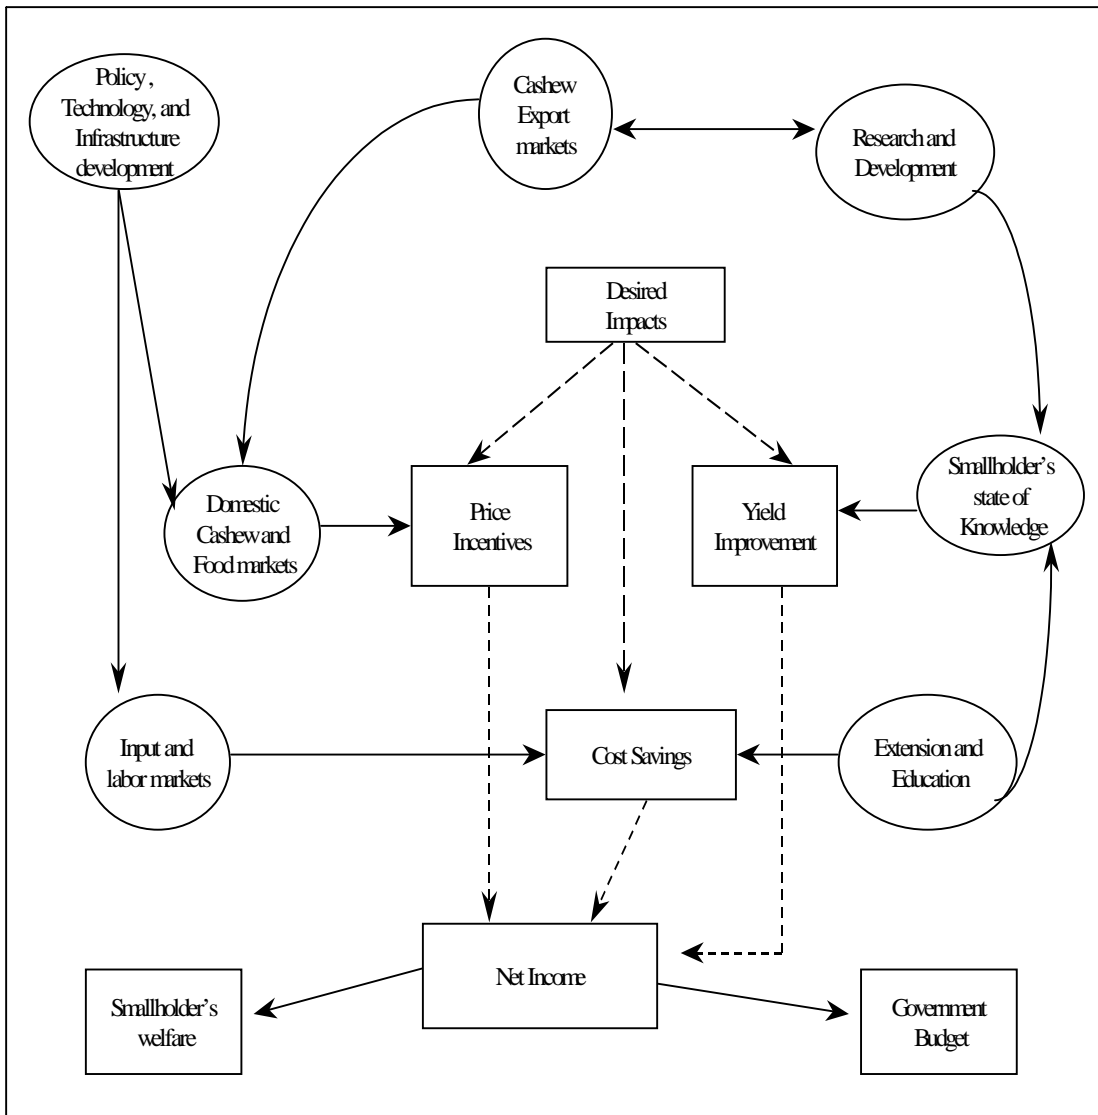 Policy ,
Technology, and
Infrastructure
development
Cashew
Export
markets
Research and
Development
Desired
Impacts
Domestic
Cashew and
Food markets
Price
Incentives
Yield
Improvement
Smallholder's
state of
Knowledge
Input and
labor markets
Cost Savings
Extension and
Education
Net Income
Smallholder's
welfare
Government
Budget